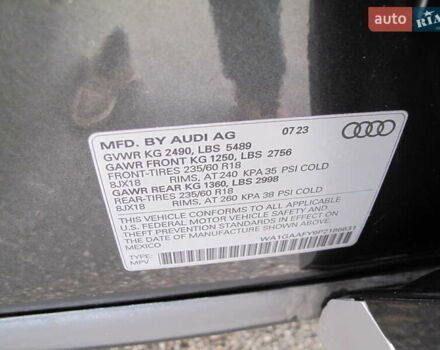 auto RIA
MFD. BY AUDI AG 07 23
GVWR KG 2490, LBS 5489
GAWR FRONT KG 1250, LBS 2756
FRONT-TIRES 235/60 R18
8JX18 RIMS, AT 240 KPA 35 PSI COLD
GAWR REAR KG 1360, LBS 2998
REAR-TIRES 235/60 R18
8JX18 RIMS, AT 260 KPA 38 PSI COLD
THIS VEHICLE CONFORMS TO ALL APPLICABLE
U.S. FEDERAL MOTOR VEHICLE SAFETY AND
THEFT PREVENTION STANDARDS IN EFFECT
ON THE DATE OF MANUFACTURE SHOWN ABOVE
MEXICO
TYPE:
MPV